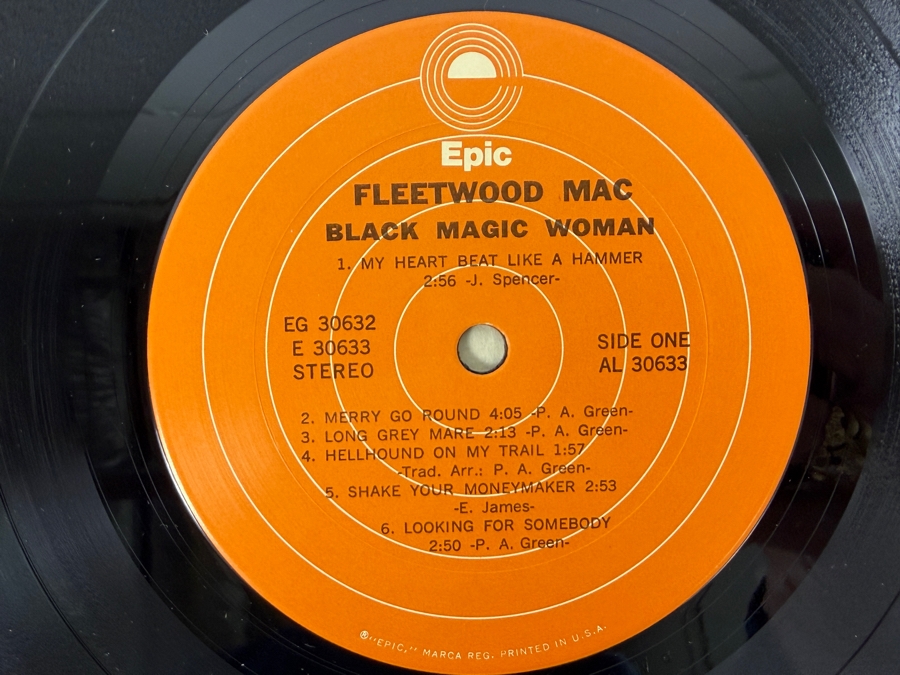 Epic
FLEETWOOD MAC
BLACK MAGIC WOMAN
1. MY HEART BEAT LIKE A HAMMER
2:56 -J. Spencer-
EG 30632
E 30633
STEREO
SIDE ONE
AL 30633
2. MERRY GO ROUND 4:05 -P. A. Green-
3. LONG GREY MARE 2:13 -P. A. Green-
4. HELLHOUND ON MY TRAIL 1:57
-Trad. Arr.: P. A. Green-
5. SHAKE YOUR MONEYMAKER 2:53
-E. James-
6. LOOKING FOR SOMEBODY
2:50 -P. A. Green-
®"EPIC," MARCA REG. PRINTED IN U.S.A.